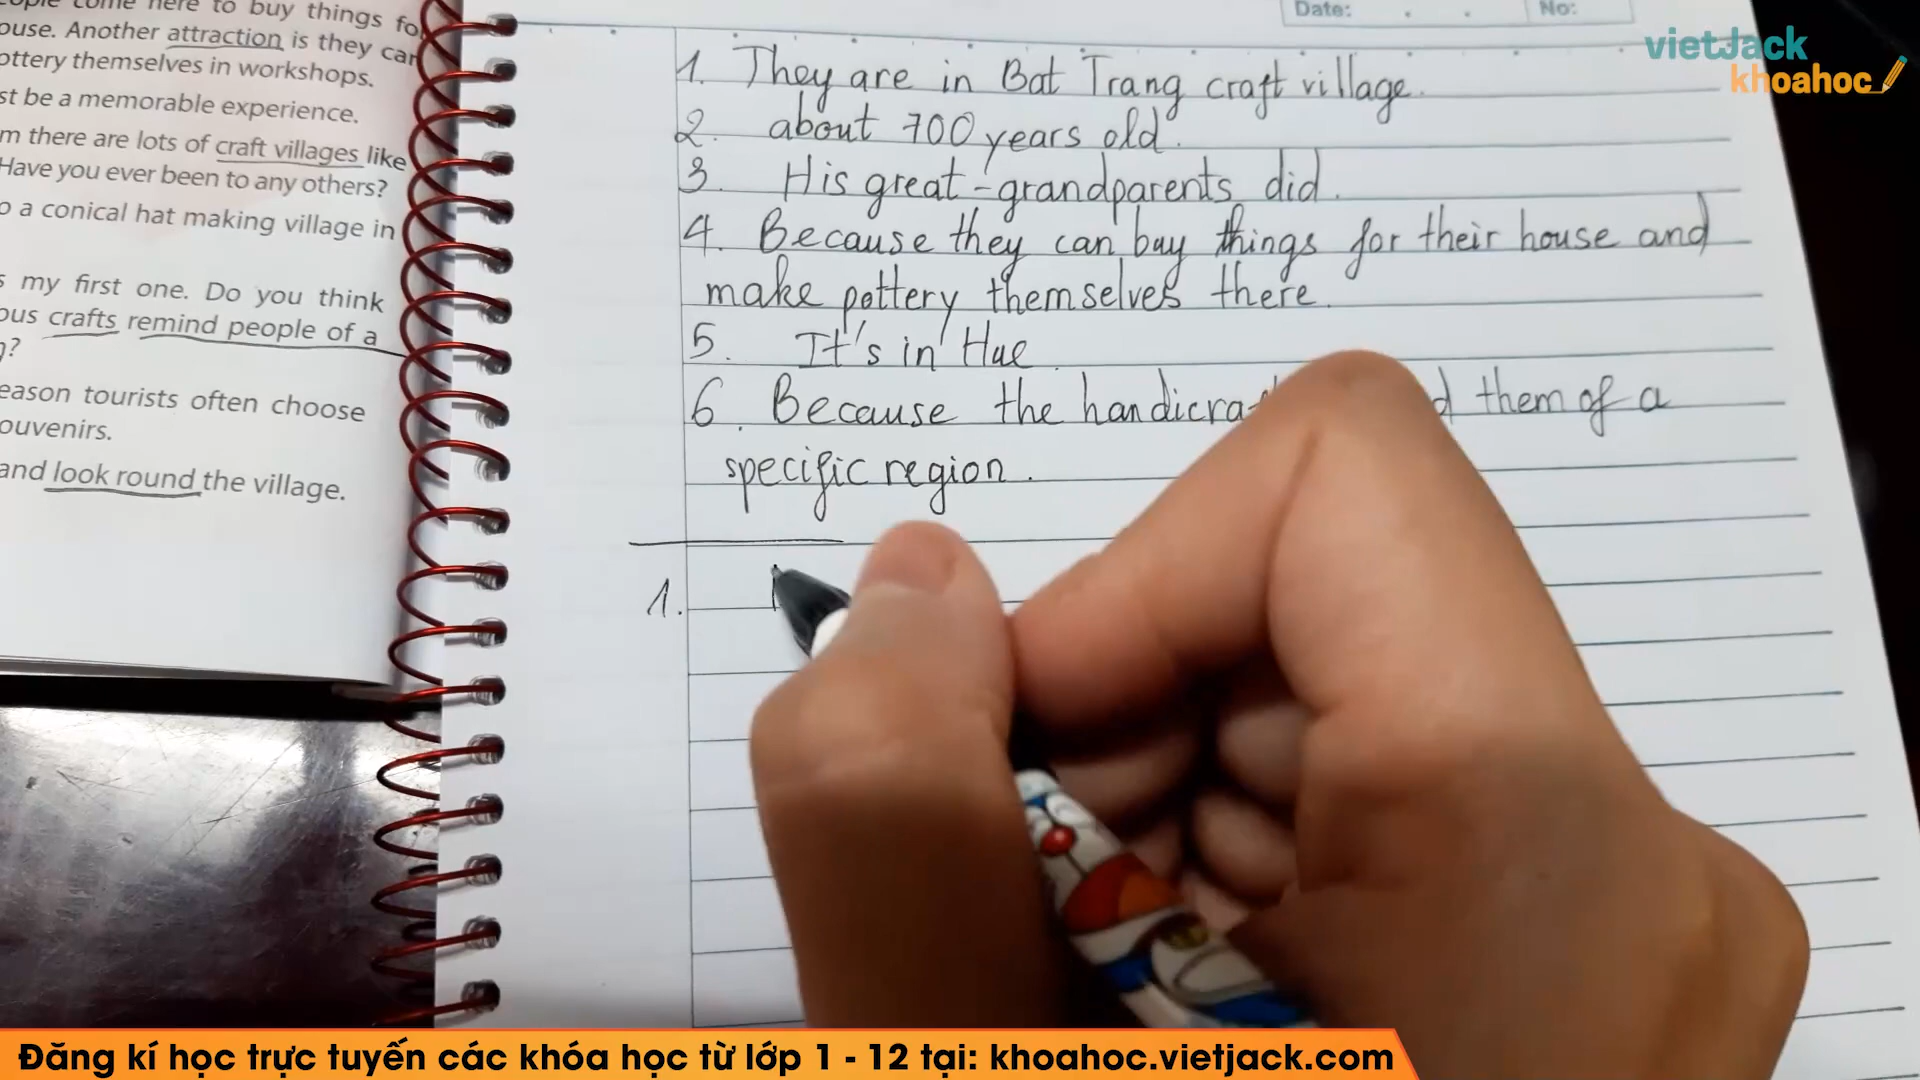 come here to buy things fo
ouse. Another attraction is they can
ottery themselves in workshops.
st be a memorable experience.
m there are lots of craft villages like
Have you ever been to any others?
o a conical hat making village in
s my first one. Do you think
ous crafts remind people of a
?
eason tourists often choose
ouvenirs.
and look round the village.
Date: No:
vietJack
khoahoc
1. They are in Bat Trang craft village.
2. about 700 years old.
3. His great-grandparents did.
4. Because they can buy things for their house and
make pottery themselves there.
5. It's in Hue.
6. Because the handicra d them of a
specific region.
1.
Đăng kí học trực tuyến các khóa học từ lớp 1 - 12 tại: khoahoc.vietjack.com